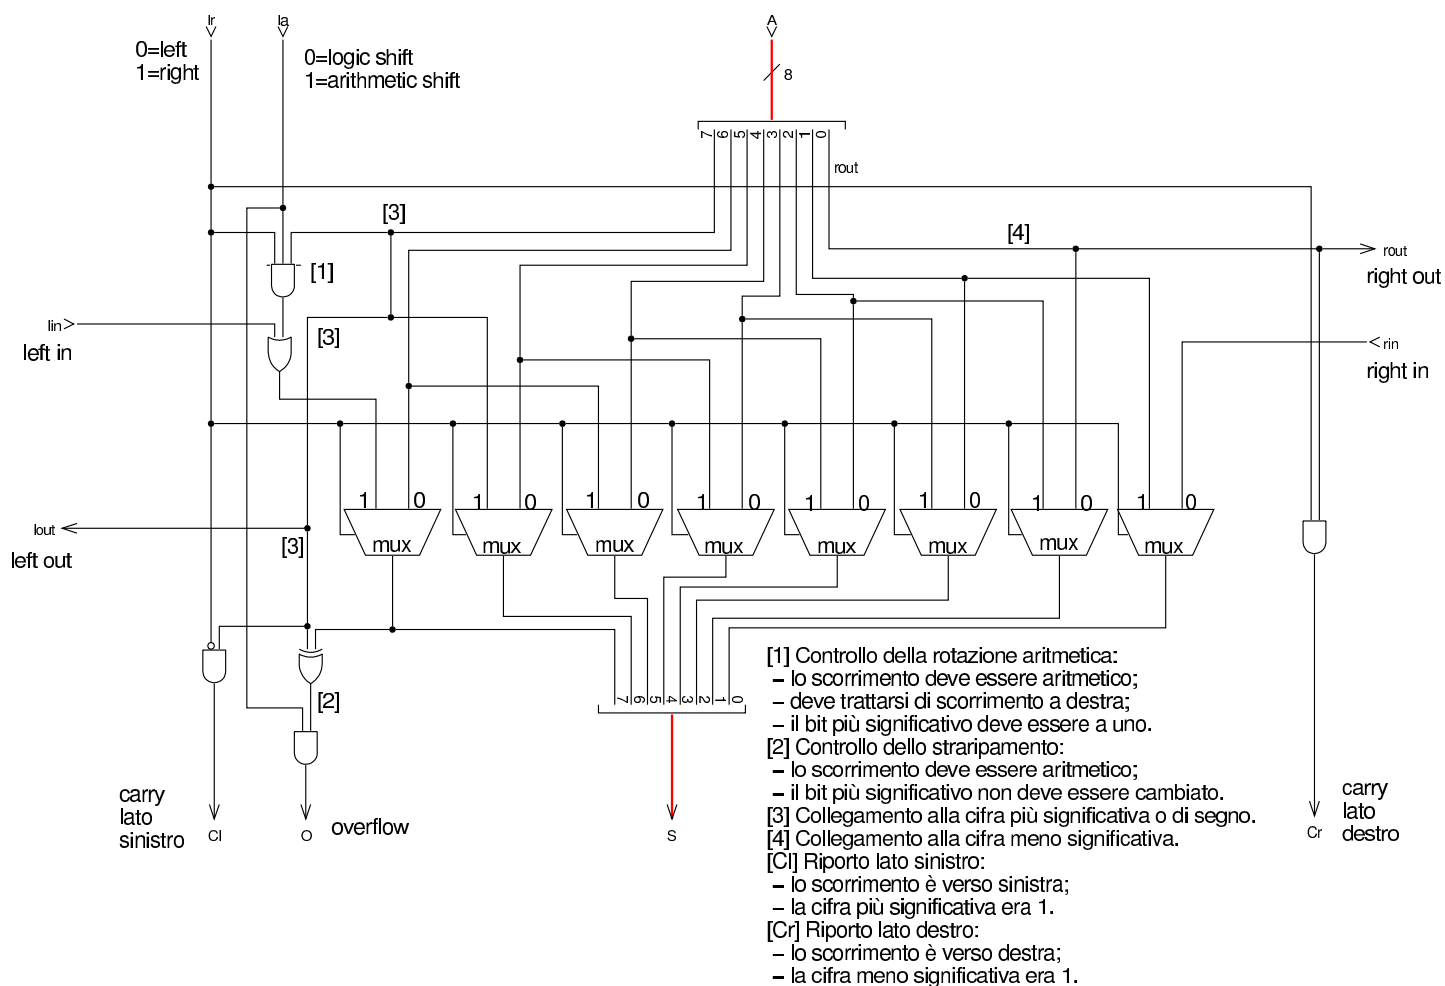 lr
la
A
0=left
1=right
0=logic shift
1=arithmetic shift
8
7 6 5 4 3 2 1 0
rout
[3]
[4]
rout
right out
[1]
lin
left in
[3]
rin
right in
1 0 1 0 1 0 1 0 1 0 1 0 1 0 1 0
mux mux mux mux mux mux mux mux
lout
left out
[3]
[2]
7 6 5 4 3 2 1 0
carry
lato
sinistro
Cl
O
overflow
S
[1] Controllo della rotazione aritmetica:
– lo scorrimento deve essere aritmetico;
– deve trattarsi di scorrimento a destra;
– il bit più significativo deve essere a uno.
[2] Controllo dello straripamento:
– lo scorrimento deve essere aritmetico;
– il bit più significativo non deve essere cambiato.
[3] Collegamento alla cifra più significativa o di segno.
[4] Collegamento alla cifra meno significativa.
[Cl] Riporto lato sinistro:
– lo scorrimento è verso sinistra;
– la cifra più significativa era 1.
[Cr] Riporto lato destro:
– lo scorrimento è verso destra;
– la cifra meno significativa era 1.
Cr
carry
lato
destro